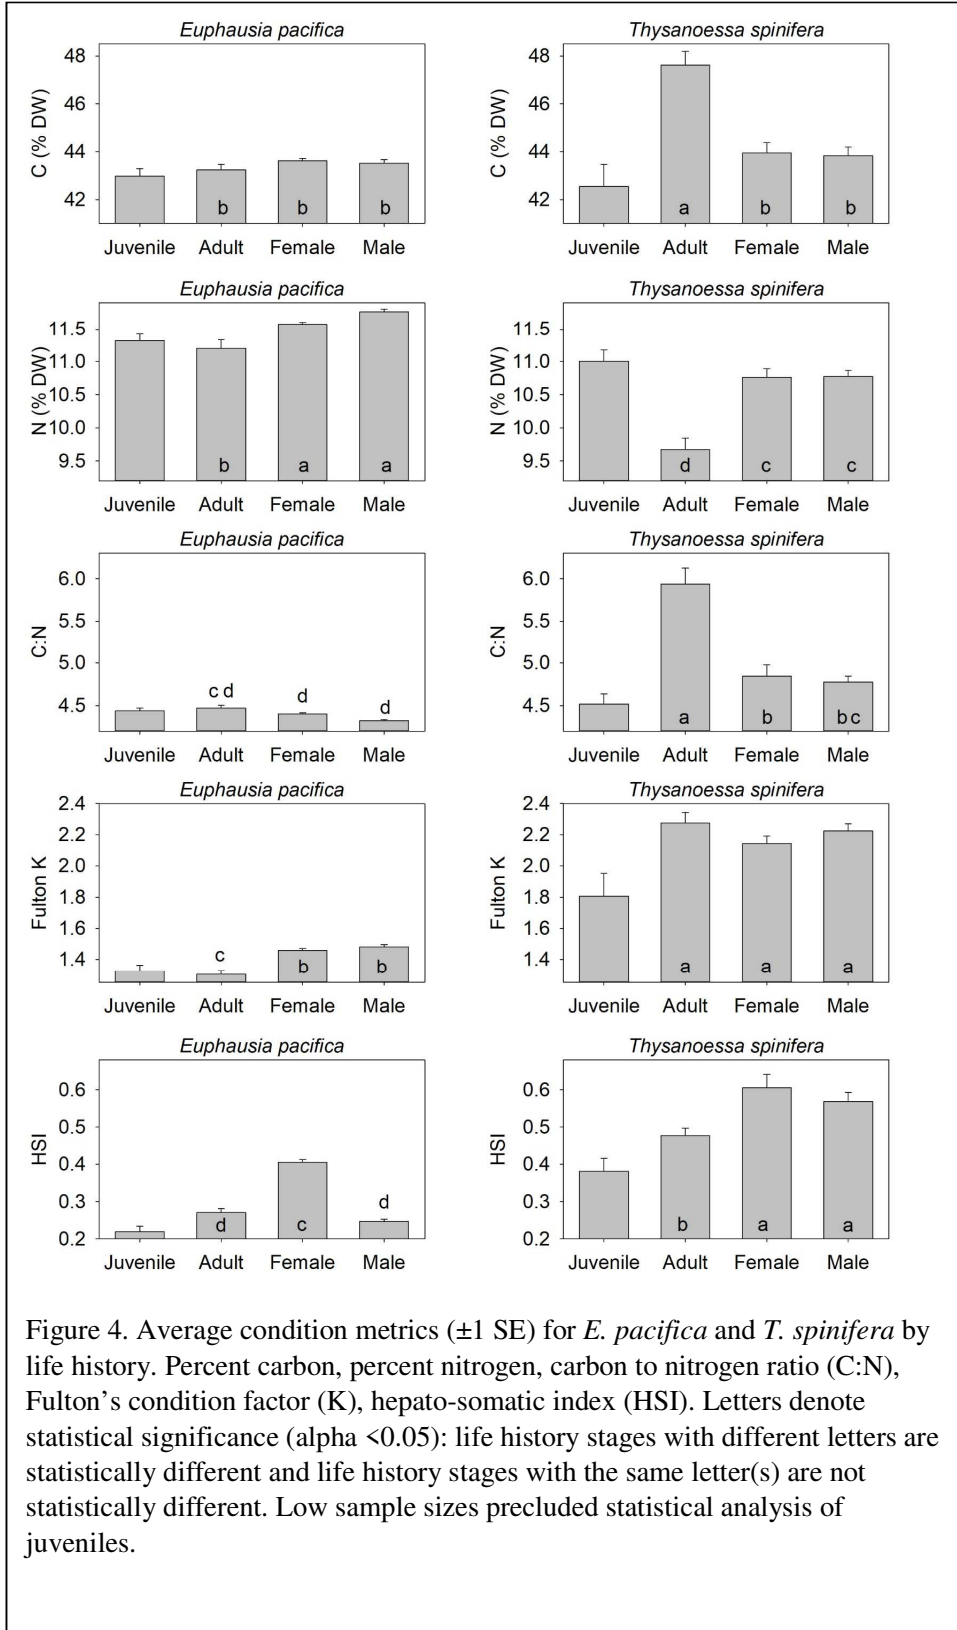 Euphausia pacifica
C (% DW)
48
46
44
42
b b b
Juvenile Adult Female Male
Thysanoessa spinifera
C (% DW)
48
46
44
42
a b b
Juvenile Adult Female Male
Euphausia pacifica
N (% DW)
11.5
11.0
10.5
10.0
9.5
b a a
Juvenile Adult Female Male
Thysanoessa spinifera
N (% DW)
11.5
11.0
10.5
10.0
9.5
d c c
Juvenile Adult Female Male
Euphausia pacifica
C:N
6.0
5.5
5.0
4.5
c d d d
Juvenile Adult Female Male
Thysanoessa spinifera
C:N
6.0
5.5
5.0
4.5
a b b c
Juvenile Adult Female Male
Euphausia pacifica
Fulton K
2.4
2.2
2.0
1.8
1.6
1.4
c b b
Juvenile Adult Female Male
Thysanoessa spinifera
Fulton K
2.4
2.2
2.0
1.8
1.6
1.4
a a a
Juvenile Adult Female Male
Euphausia pacifica
HSI
0.6
0.5
0.4
0.3
0.2
d c d
Juvenile Adult Female Male
Thysanoessa spinifera
HSI
0.6
0.5
0.4
0.3
0.2
b a a
Juvenile Adult Female Male
Figure 4. Average condition metrics (±1 SE) for E. pacifica and T. spinifera by
life history. Percent carbon, percent nitrogen, carbon to nitrogen ratio (C:N),
Fulton's condition factor (K), hepato-somatic index (HSI). Letters denote
statistical significance (alpha <0.05): life history stages with different letters are
statistically different and life history stages with the same letter(s) are not
statistically different. Low sample sizes precluded statistical analysis of
juveniles.